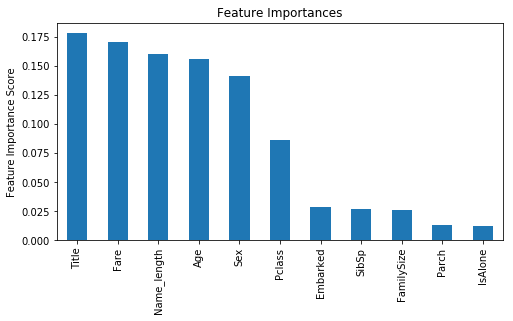 Feature Importances
Feature Importance Score
0.175
0.150
0.125
0.100
0.075
0.050
0.025
0.000
Title
Fare
Name_length
Age
Sex
Pclass
Embarked
SibSp
FamilySize
Parch
IsAlone